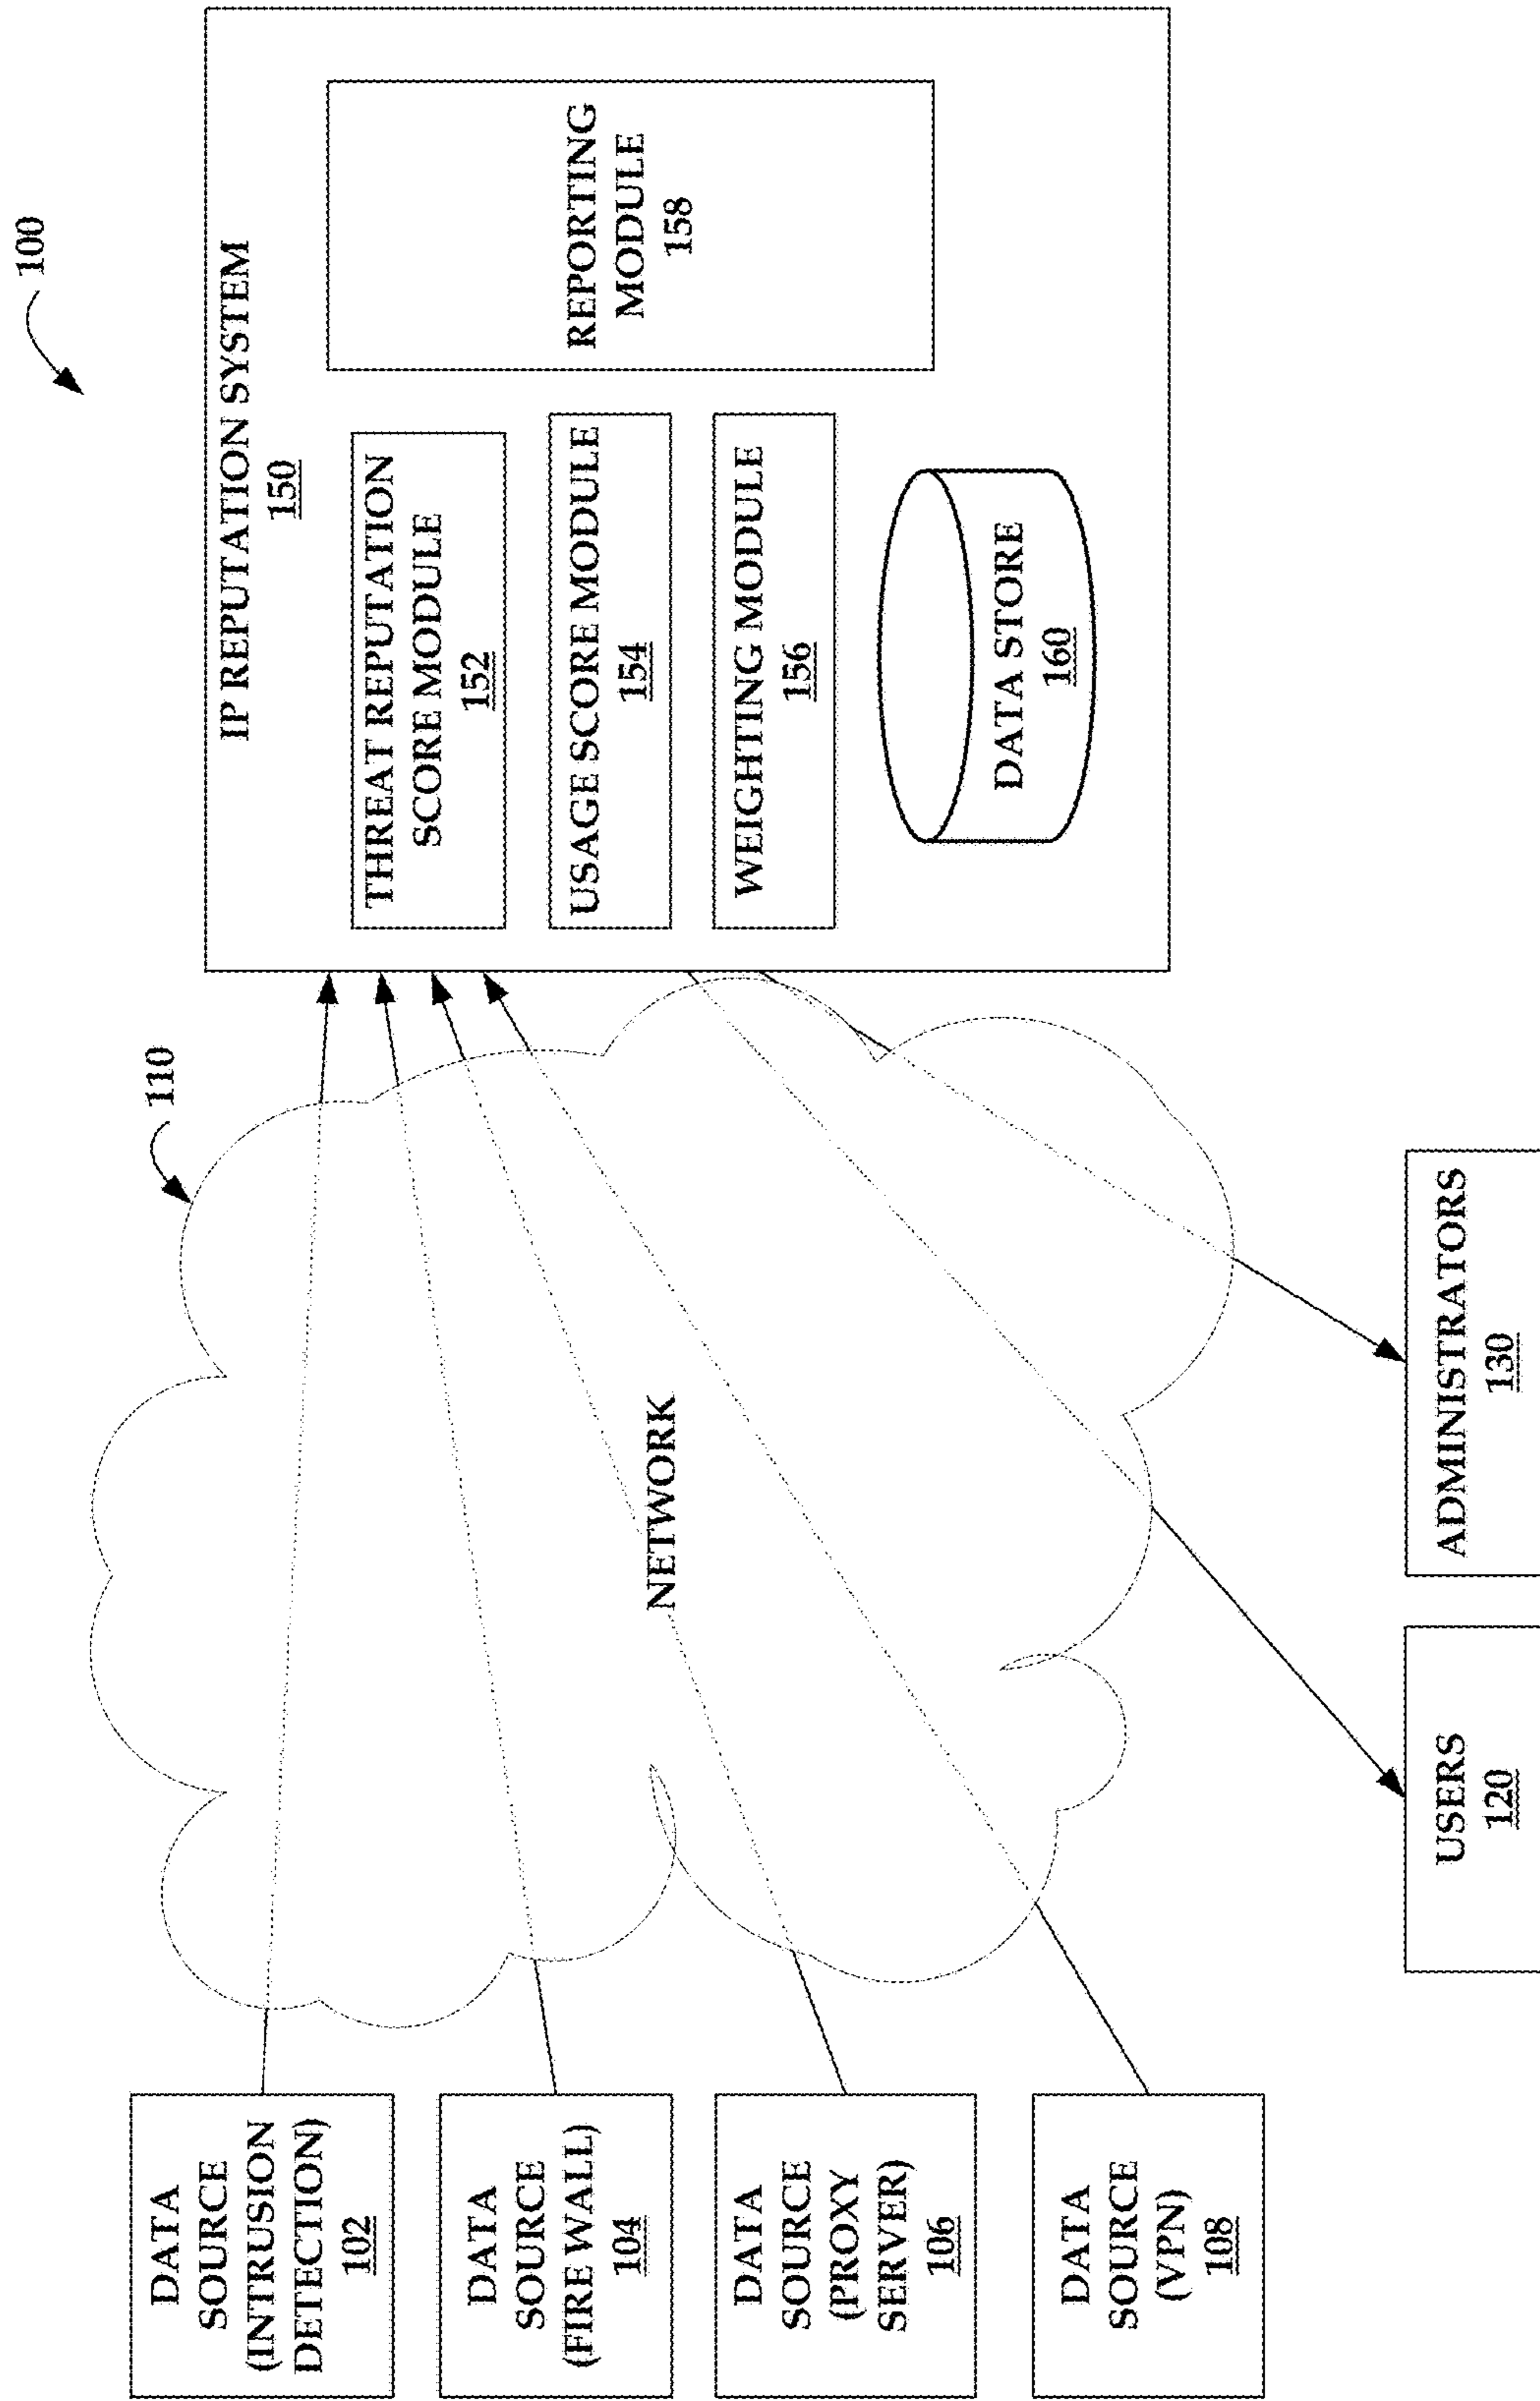 100
IP REPUTATION SYSTEM
150
THREAT REPUTATION
SCORE MODULE
152
USAGE SCORE MODULE
154
WEIGHTING MODULE
156
DATA STORE
160
REPORTING
MODULE
158
110
NETWORK
DATA
SOURCE
(INTRUSION
DETECTION)
102
DATA
SOURCE
(FIRE WALL)
104
DATA
SOURCE
(PROXY
SERVER)
106
DATA
SOURCE
(VPN)
108
USERS
120
ADMINISTRATORS
130